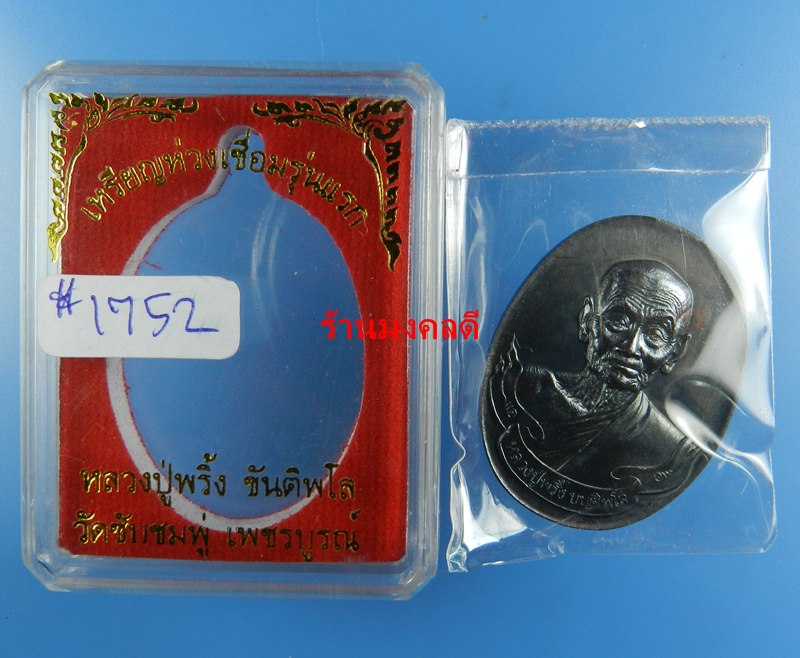 เหรียญห่วงเชื่อมรุ่นแรก
#1752
ร้านมงคลดี
หลวงปู่พริ้ง ขันติพโล
วัดซับชมพู่ เพชรบูรณ์
หลวงปู่พริ้ง ขนฺติพโล